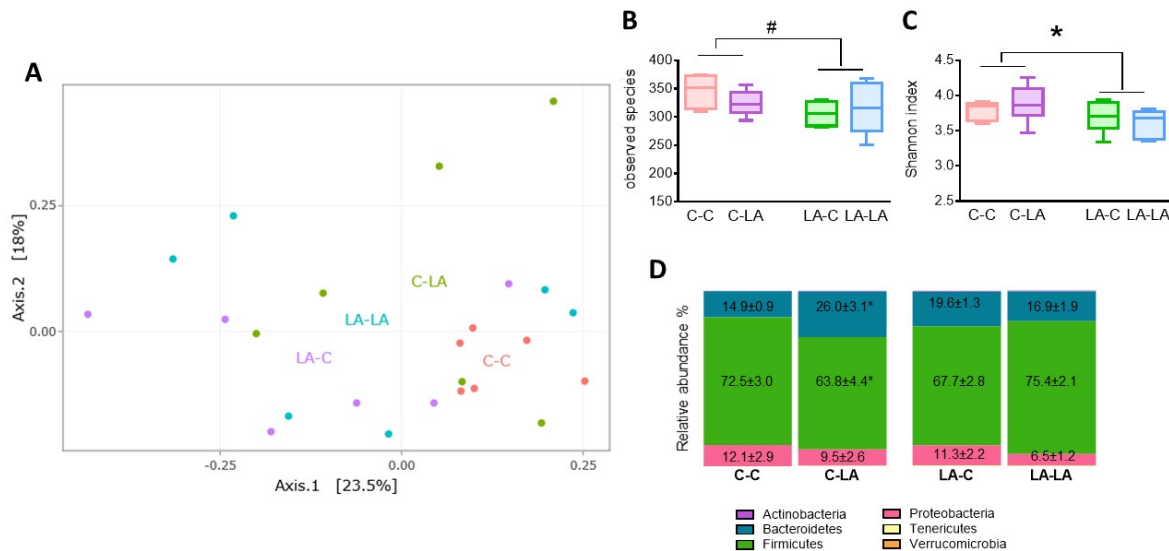 A
Axis.2 [18%]
0.25
0.00
C-LA
LA-LA
LA-C
C-C
-0.25
0.00
0.25
Axis.1 [23.5%]
B
#
observed species
400
350
300
250
200
150
C-C
C-LA
LA-C
LA-LA
C
*
Shannon index
4.5
4.0
3.5
3.0
2.5
C-C
C-LA
LA-C
LA-LA
D
Relative abundance %
14.9±0.9
26.0±3.1*
19.6±1.3
16.9±1.9
72.5±3.0
63.8±4.4*
67.7±2.8
75.4±2.1
12.1±2.9
9.5±2.6
11.3±2.2
6.5±1.2
C-C
C-LA
LA-C
LA-LA
Actinobacteria
Proteobacteria
Bacteroidetes
Tenericutes
Firmicutes
Verrucomicrobia